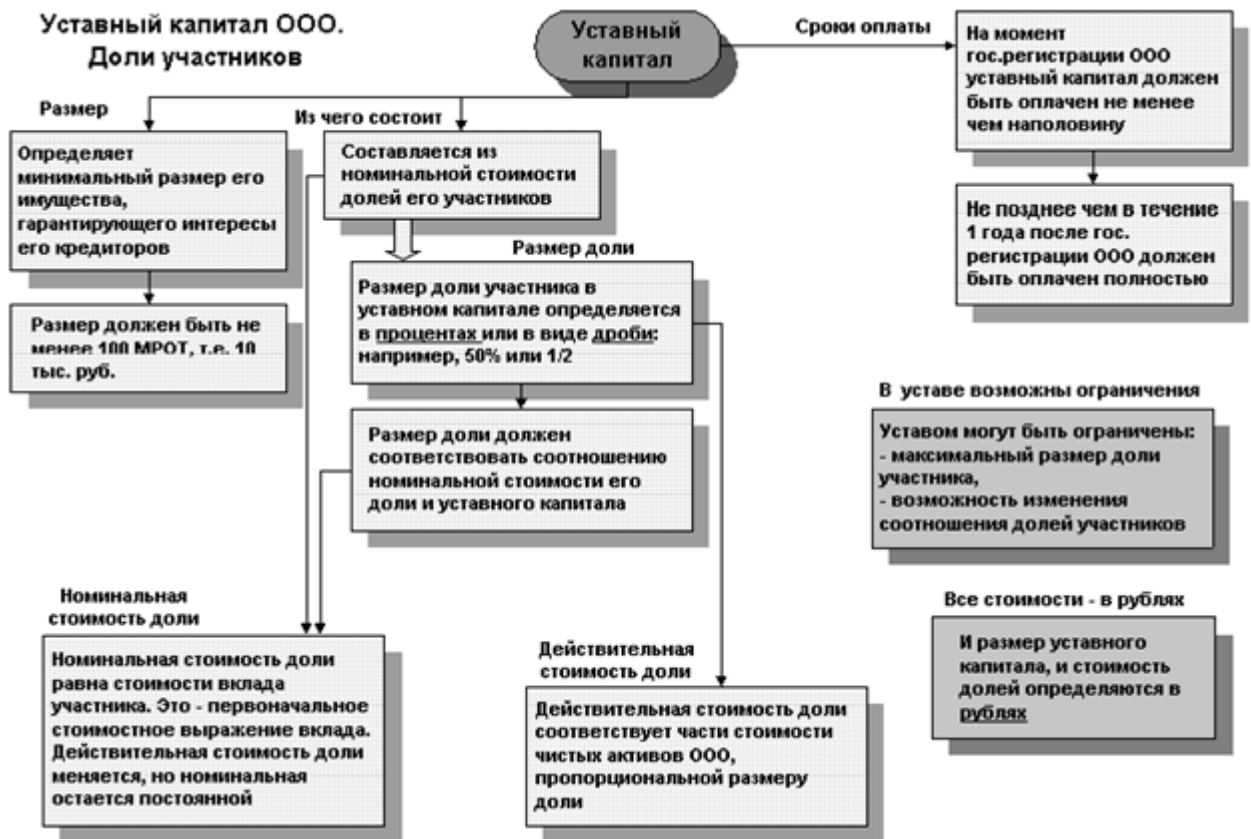 Уставный капитал ООО.
Доли участников
Уставный
капитал
Сроки оплаты
На момент
гос.регистрации ООО
уставный капитал должен
быть оплачен не менее
чем наполовину
Не позднее чем в течение
1 года после гос.
регистрации ООО должен
быть оплачен полностью
Размер
Определяет
минимальный размер его
имущества,
гарантирующего интересы
его кредиторов
Размер должен быть не
менее 100 МРОТ, т.е. 10
тыс. руб.
Из чего состоит
Составляется из
номинальной стоимости
долей его участников
Размер доли
Размер доли участника в
уставном капитале определяется
в процентах или в виде дроби:
например, 50% или 1/2
Размер доли должен
соответствовать соотношению
номинальной стоимости его
доли и уставного капитала
В уставе возможны ограничения
Уставом могут быть ограничены:
- максимальный размер доли
участника,
- возможность изменения
соотношения долей участников
Номинальная
стоимость доли
Номинальная стоимость доли
равна стоимости вклада
участника. Это - первоначальное
стоимостное выражение вклада.
Действительная стоимость доли
меняется, но номинальная
остается постоянной
Действительная
стоимость доли
Действительная стоимость доли
соответствует части стоимости
чистых активов ООО,
пропорциональной размеру
доли
Все стоимости - в рублях
И размер уставного
капитала, и стоимость
долей определяются в
рублях